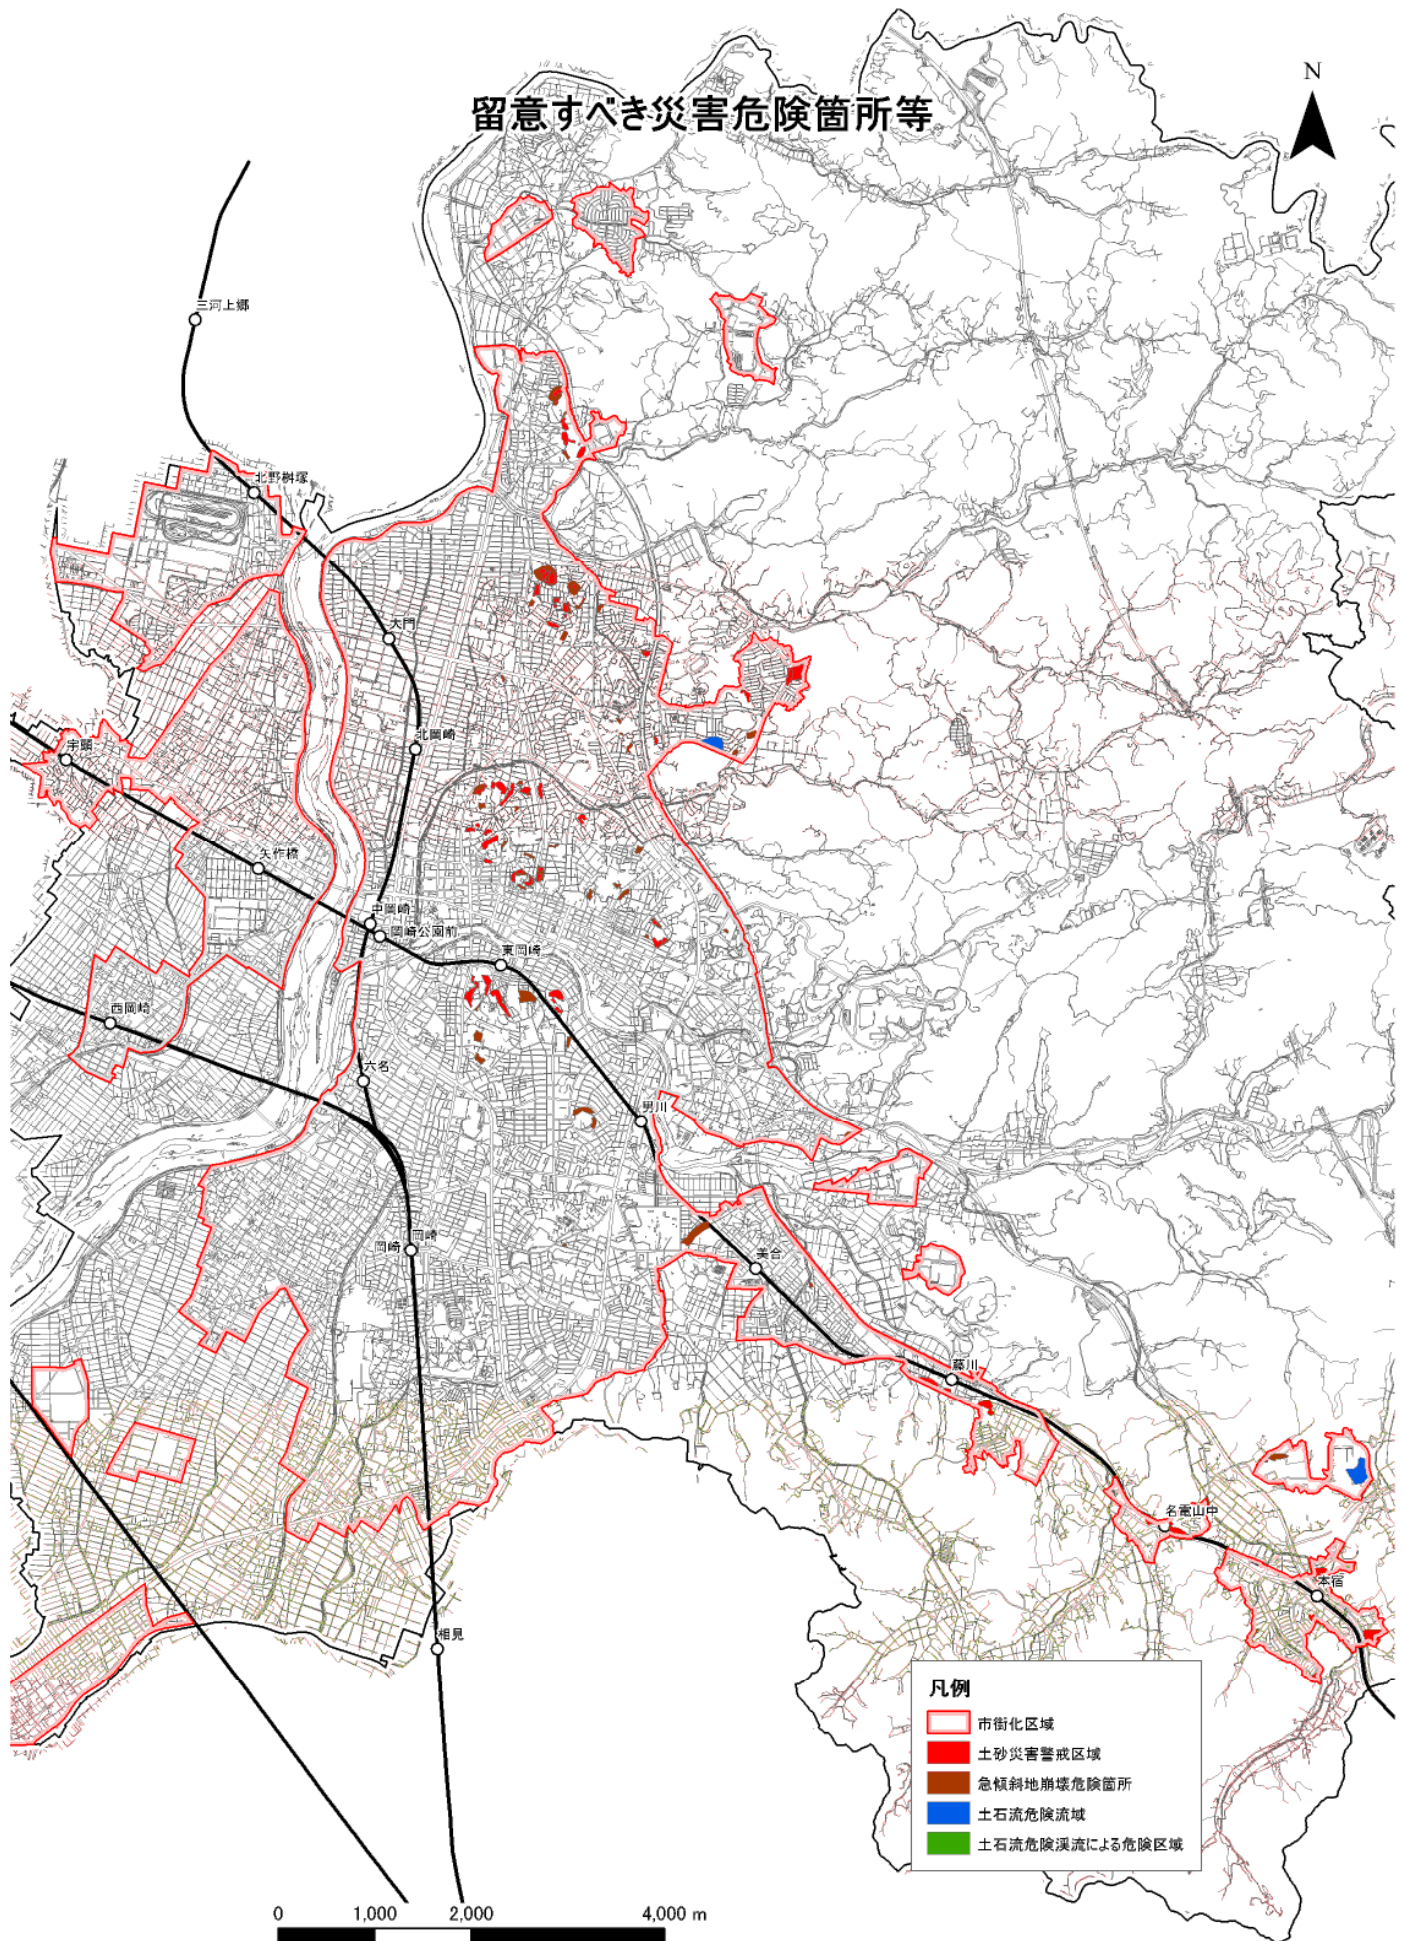 留意すべき災害危険箇所等
N
三河上郷
北野桝塚
大門
北岡崎
宇頭
矢作橋
中岡崎
岡崎公園前
東岡崎
西岡崎
六名
男川
岡崎
岡崎
美合
藤川
名電山中
本宿
相見
凡例
市街化区域
土砂災害警戒区域
急傾斜地崩壊危険箇所
土石流危険流域
土石流危険渓流による危険区域
0 1,000 2,000 4,000 m